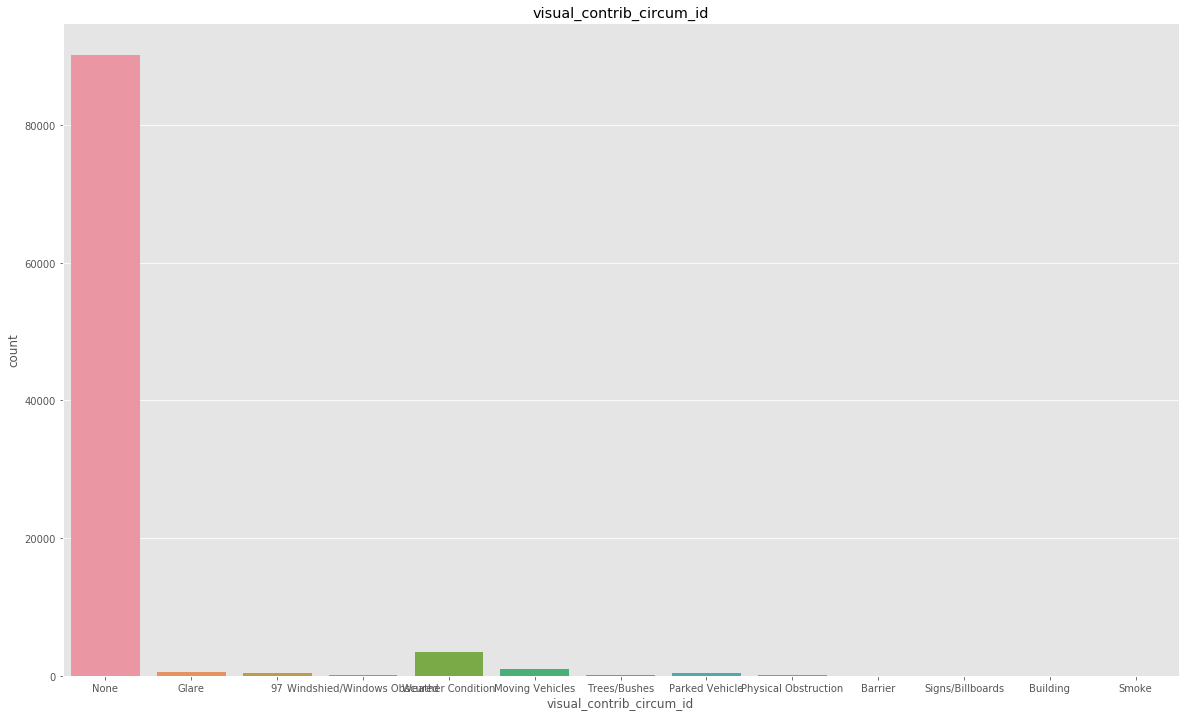 visual_contrib_circum_id
80000
60000
count
40000
20000
0
None Glare 97 Windshied/Windows Obscured Weather Condition Moving Vehicles Trees/Bushes Parked Vehicle Physical Obstruction Barrier Signs/Billboards Building Smoke
visual_contrib_circum_id